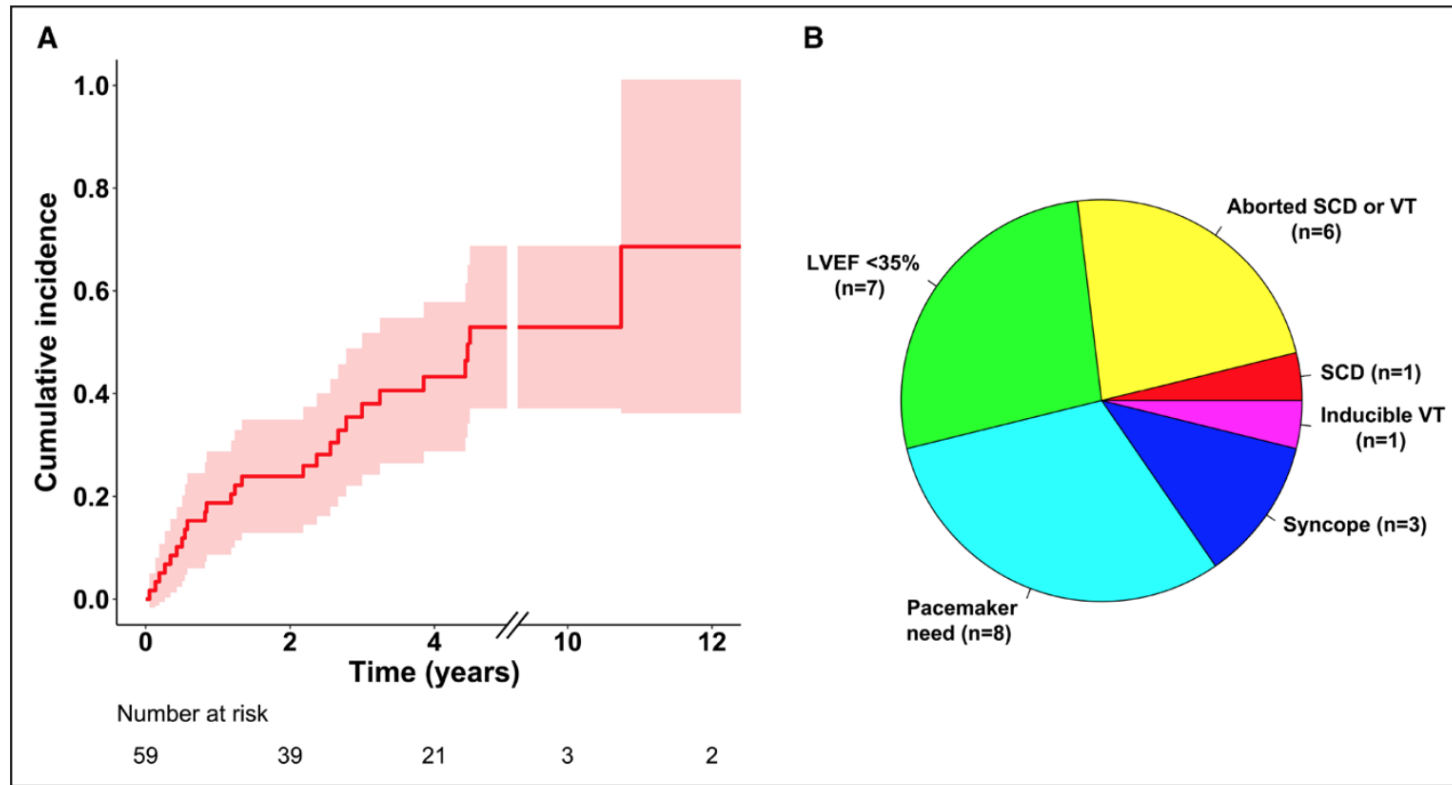 A
Cumulative incidence
1.0
0.8
0.6
0.4
0.2
0.0
0 2 4 10 12
Time (years)
Number at risk
59 39 21 3 2
B
Aborted SCD or VT
(n=6)
LVEF <35%
(n=7)
SCD (n=1)
Inducible VT
(n=1)
Syncope (n=3)
Pacemaker
need (n=8)